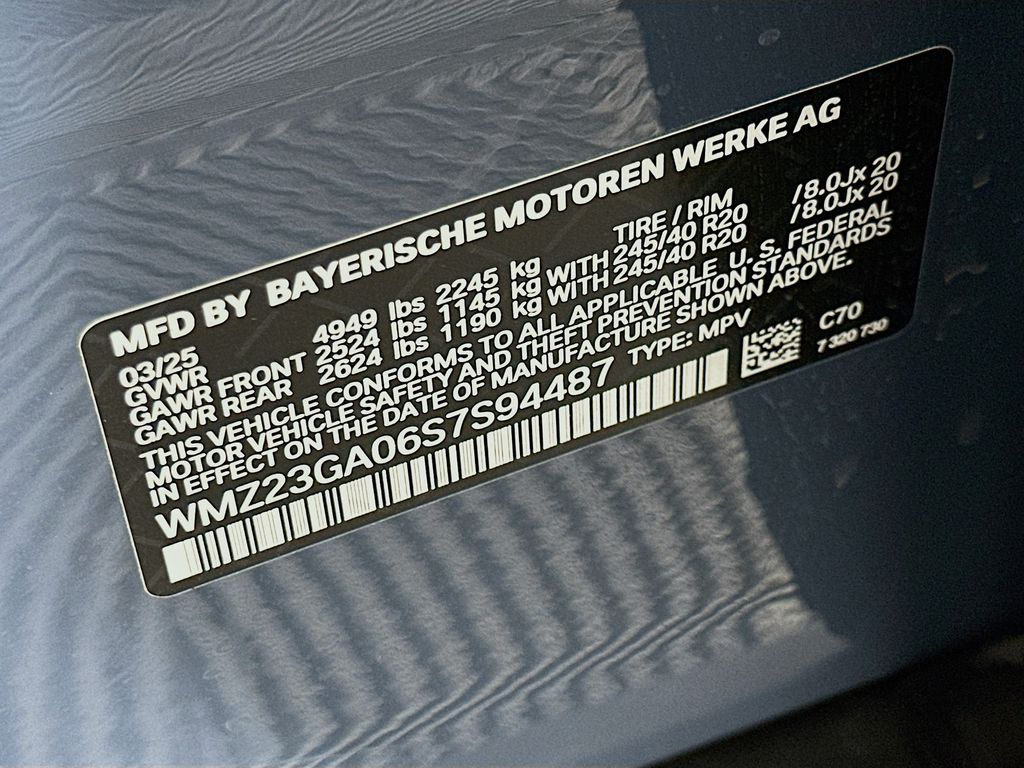 MFD BY BAYERISCHE MOTOREN WERKE AG
03/25 TIRE / RIM
GVWR 4949 lbs 2245 kg
GAWR FRONT 2524 lbs 1145 kg WITH 245/40 R20 /8.0Jx 20
GAWR REAR 2624 lbs 1190 kg WITH 245/40 R20 /8.0Jx 20
THIS VEHICLE CONFORMS TO ALL APPLICABLE U. S. FEDERAL
MOTOR VEHICLE SAFETY AND THEFT PREVENTION STANDARDS
IN EFFECT ON THE DATE OF MANUFACTURE SHOWN ABOVE.
WMZ23GA06S7S94487 TYPE: MPV
C70
7 320 730